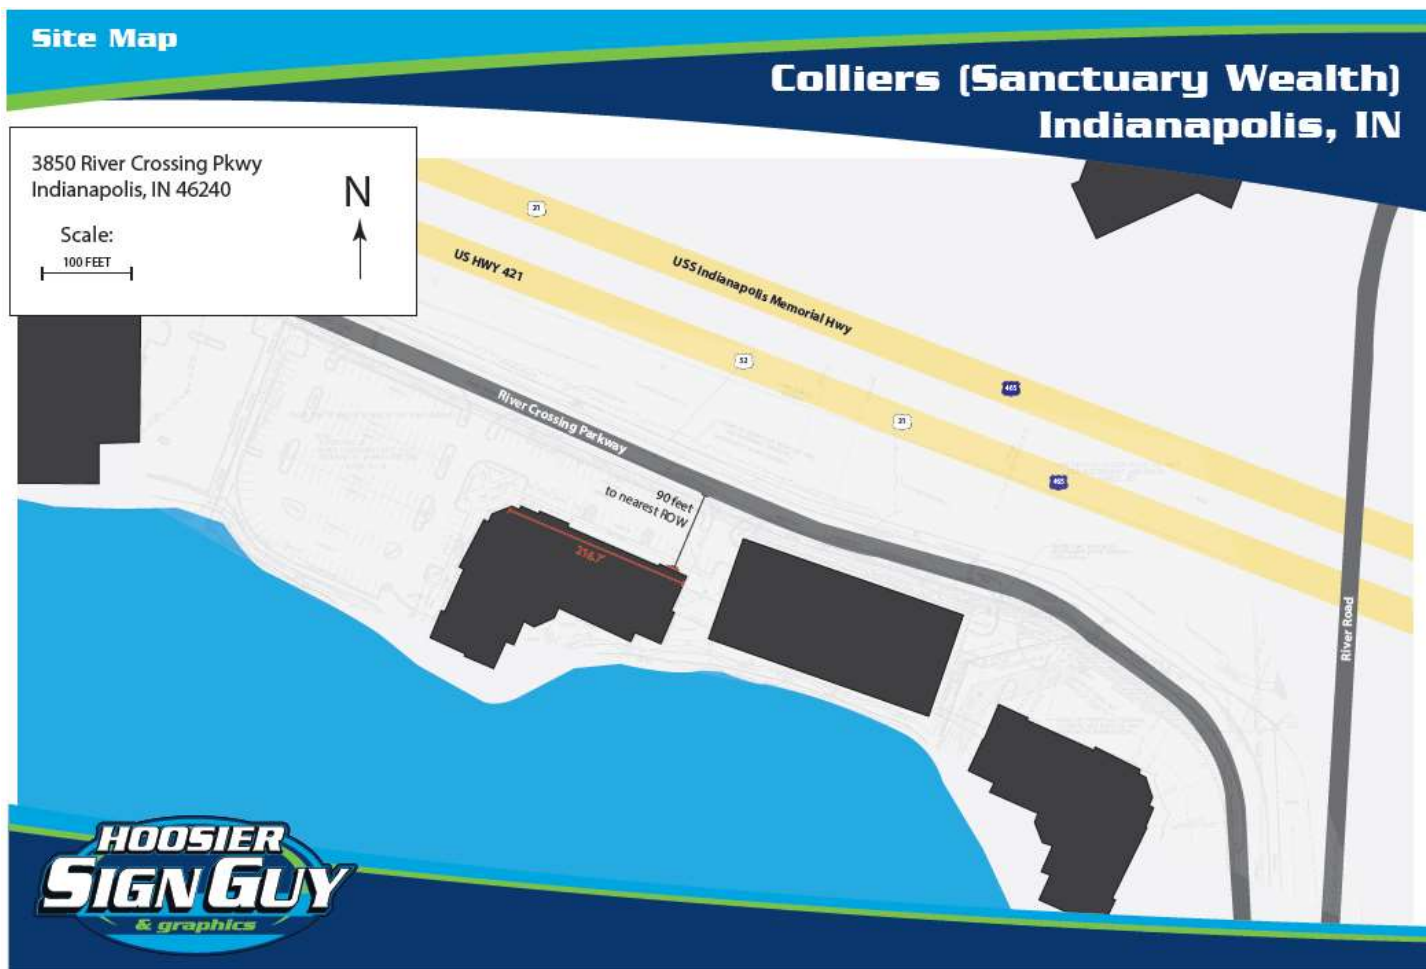 Site Map
Colliers (Sanctuary Wealth)
Indianapolis, IN
3850 River Crossing Pkwy
Indianapolis, IN 46240
N
Scale:
100 FEET
31
US HWY 421
USS Indianapolis Memorial Hwy
52
465
31
465
River Crossing Parkway
90 feet
to nearest ROW
216.7'
River Road
HOOSIER
SIGN GUY
& graphics